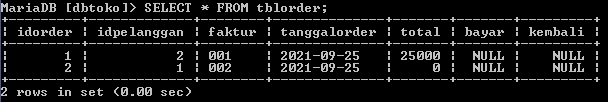 MariaDB [dbtoko]> SELECT * FROM tblorder;
+---------+-------------+--------+--------------+-------+-------+---------+
| idorder | idpelanggan | faktur | tanggalorder | total | bayar | kembali |
+---------+-------------+--------+--------------+-------+-------+---------+
|       1 |           2 | 001    | 2021-09-25   | 25000 |  NULL |    NULL |
|       2 |           1 | 002    | 2021-09-25   |     0 |  NULL |    NULL |
+---------+-------------+--------+--------------+-------+-------+---------+
2 rows in set (0.00 sec)